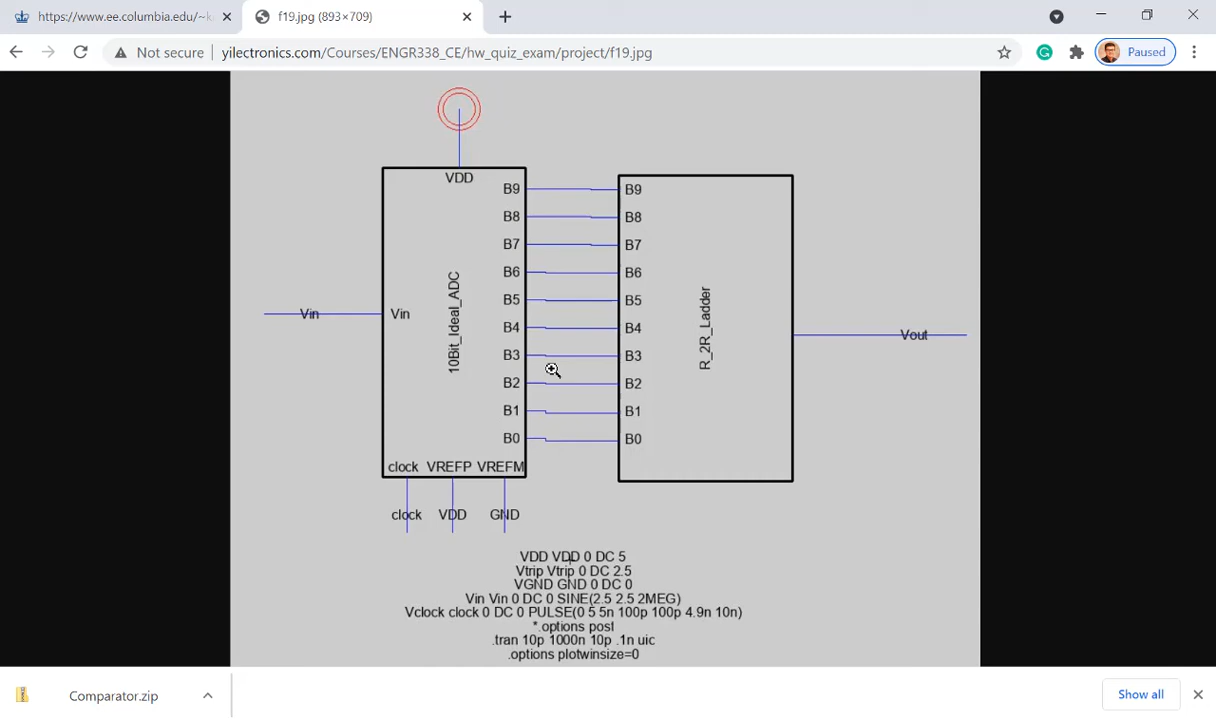 https://www.ee.columbia.edu/~k
f19.jpg (893×709)
Not secure
yilectronics.com/Courses/ENGR338_CE/hw_quiz_exam/project/f19.jpg
Paused
VDD
B9
B9
B8
B8
B7
B7
B6
B6
B5
B5
Vin
Vin
10Bit_Ideal_ADC
R_2R_Ladder
B4
B4
Vout
B3
B3
B2
B2
B1
B1
B0
B0
clock VREFP VREFM
clock VDD GND
VDD VDD 0 DC 5
Vtrip Vtrip 0 DC 2.5
VGND GND 0 DC 0
Vin Vin 0 DC 0 SINE(2.5 2.5 2MEG)
Vclock clock 0 DC 0 PULSE(0 5 5n 100p 100p 4.9n 10n)
*.options post
.tran 10p 1000n 10p .1n uic
.options plotwinsize=0
Comparator.zip
Show all